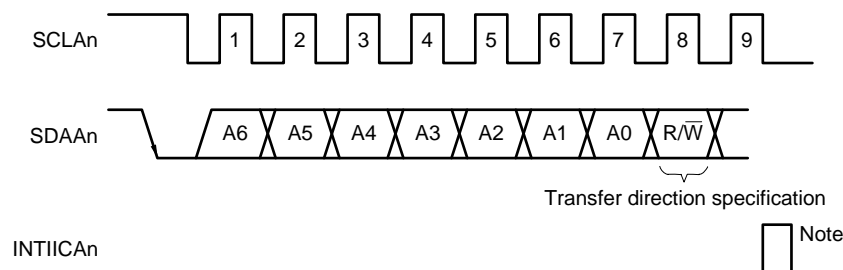 SCLAn 1 2 3 4 5 6 7 8 9
SDAAn A6 A5 A4 A3 A2 A1 A0 R/W̅
Transfer direction specification
INTIICAn Note